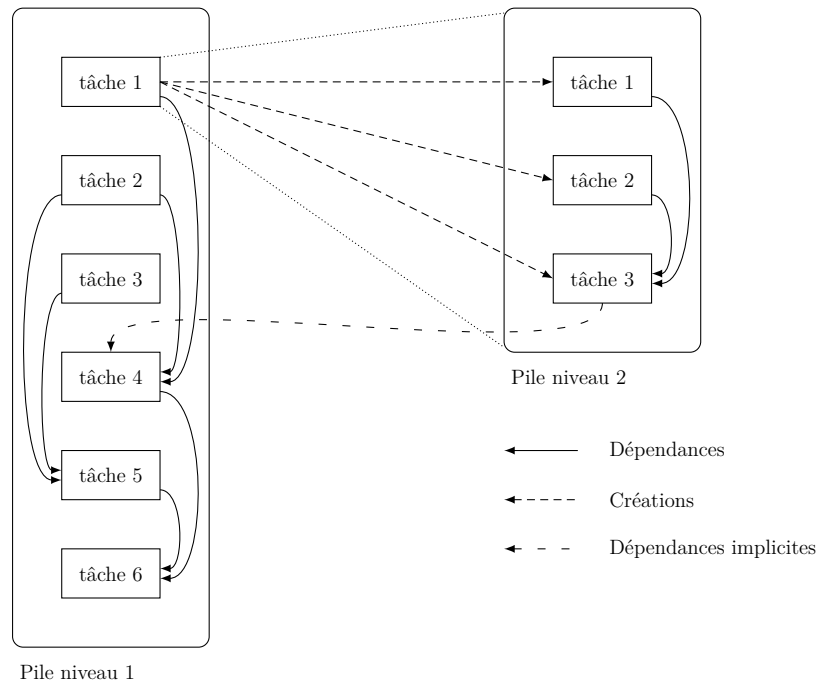 tâche 1
tâche 2
tâche 3
tâche 4
tâche 5
tâche 6
Pile niveau 1
tâche 1
tâche 2
tâche 3
Pile niveau 2
Dépendances
Créations
Dépendances implicites